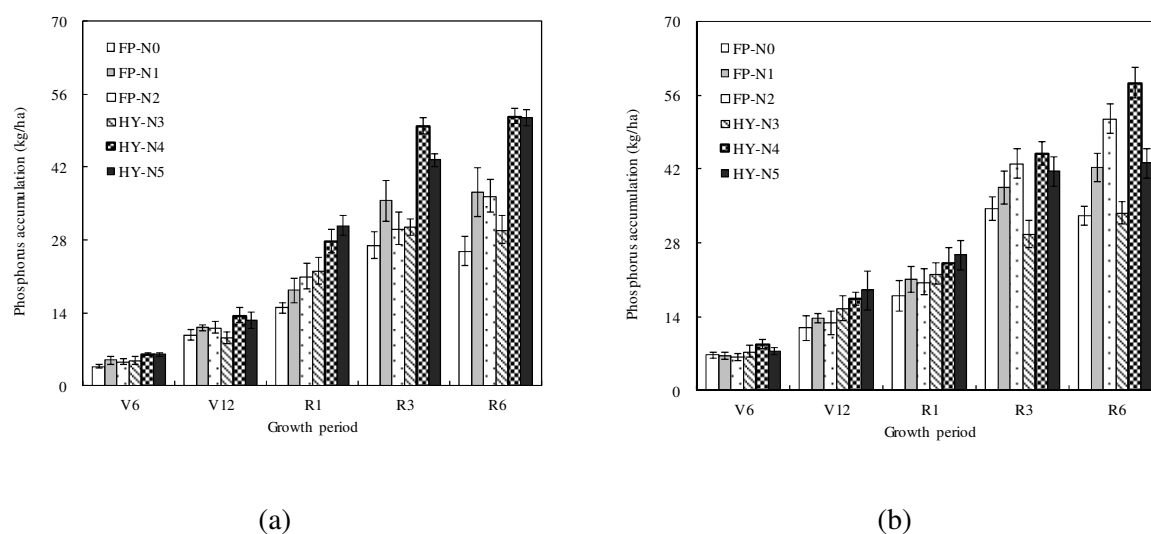 70
56
42
28
14
0
Phosphorus accumulation (kg/ha)
FP-N0
FP-N1
FP-N2
HY-N3
HY-N4
HY-N5
V6 V12 R1 R3 R6
Growth period
(a)
70
56
42
28
14
0
Phosphorus accumulation (kg/ha)
FP-N0
FP-N1
FP-N2
HY-N3
HY-N4
HY-N5
V6 V12 R1 R3 R6
Growth period
(b)